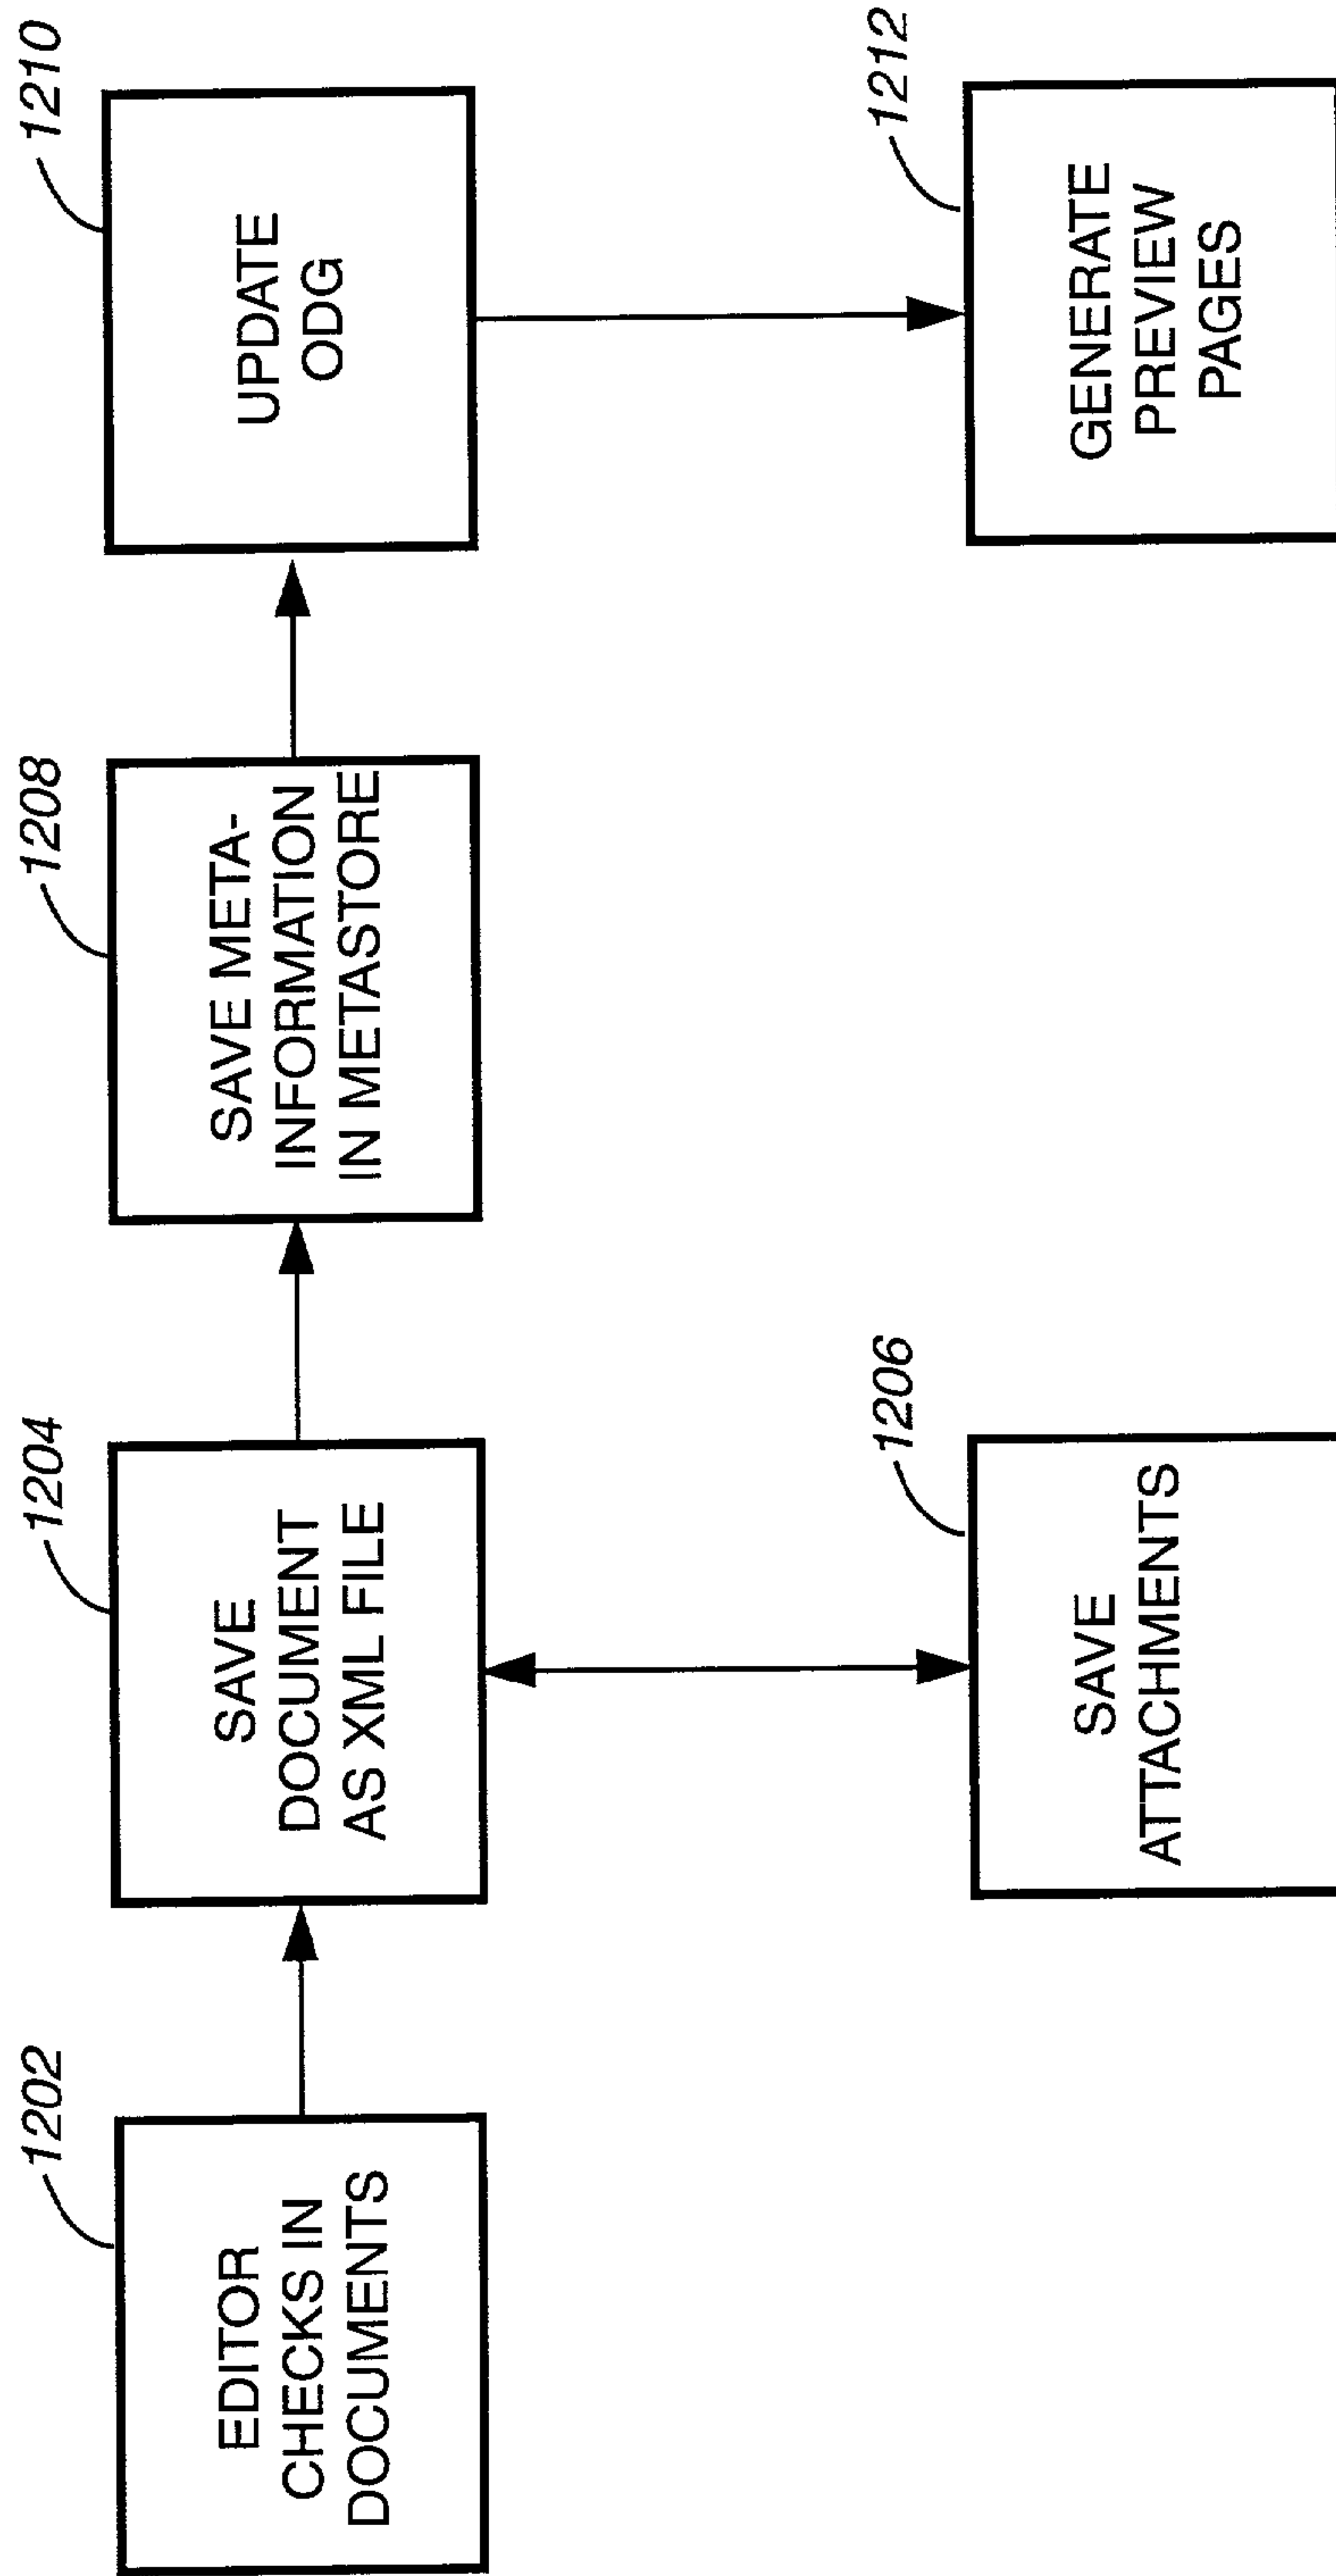 1202
EDITOR
CHECKS IN
DOCUMENTS
1204
SAVE
DOCUMENT
AS XML FILE
1206
SAVE
ATTACHMENTS
1208
SAVE META-
INFORMATION
IN METASTORE
1210
UPDATE
ODG
1212
GENERATE
PREVIEW
PAGES